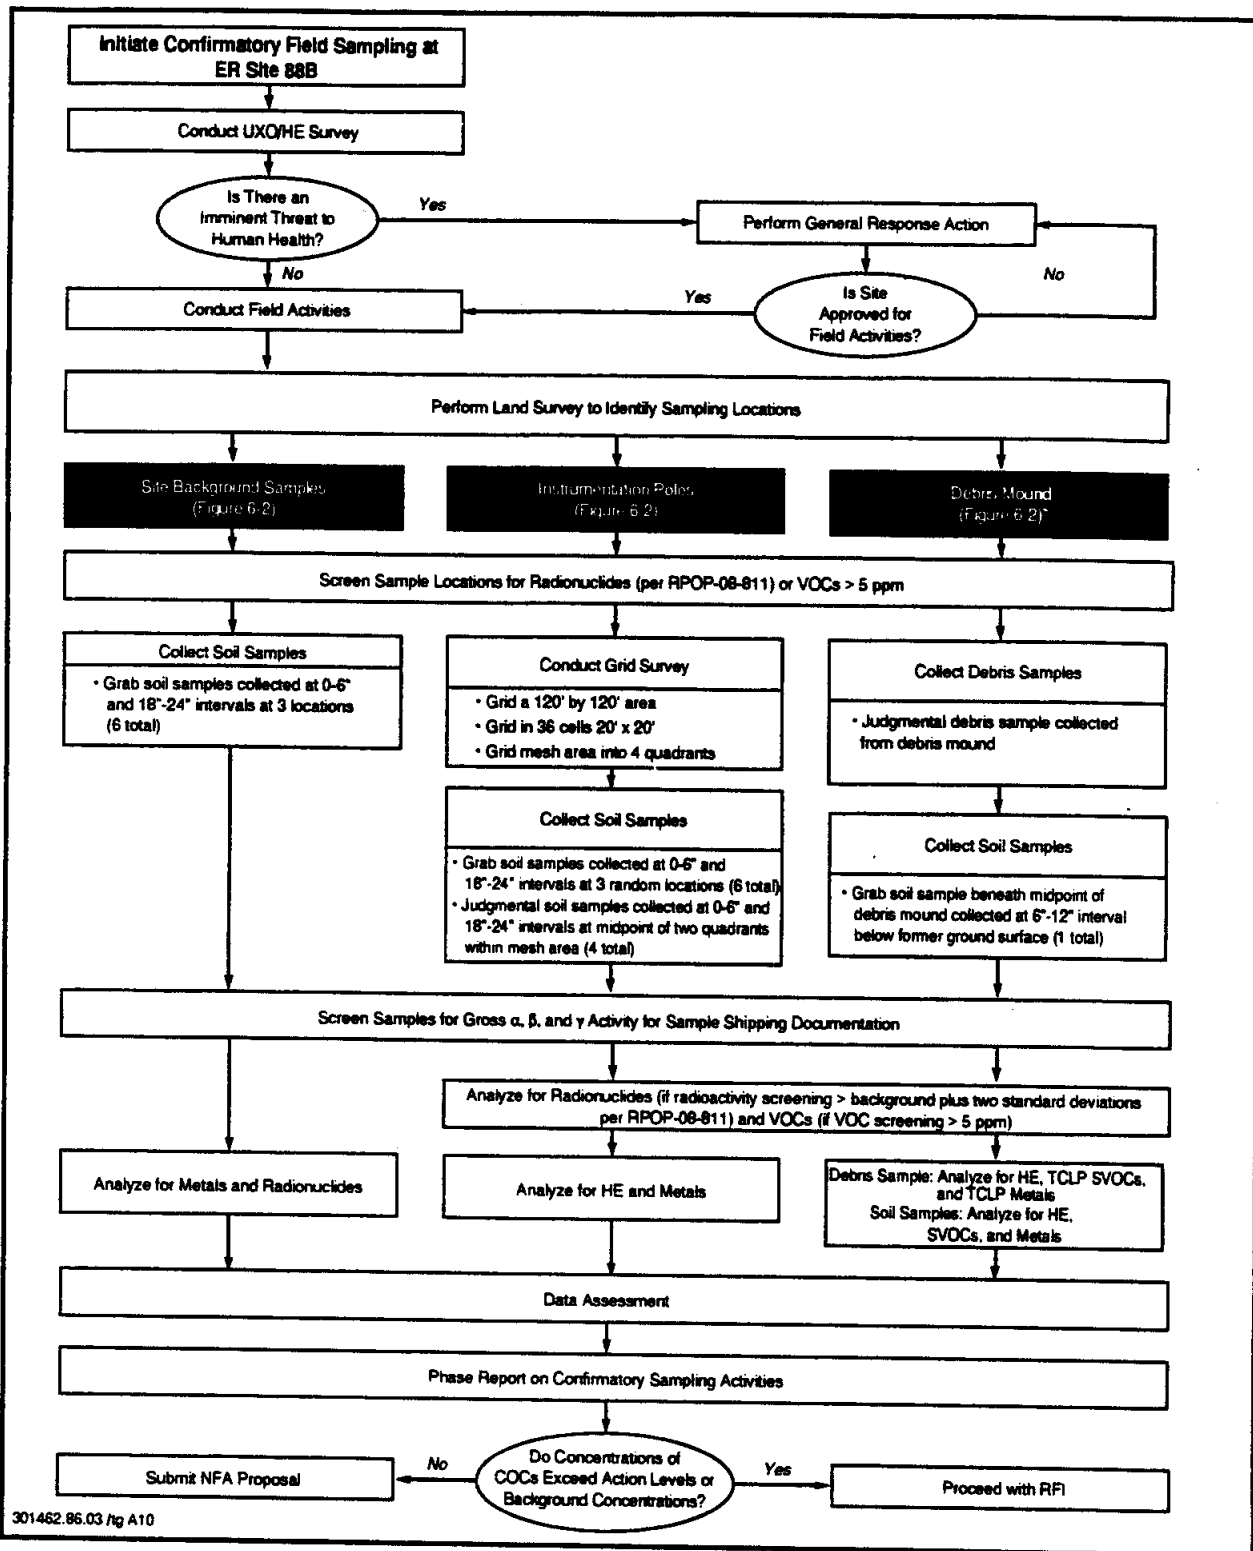 Initiate Confirmatory Field Sampling at
ER Site 88B
Conduct UXO/HE Survey
Is There an
Imminent Threat to
Human Health?
Yes
Perform General Response Action
No
No
Conduct Field Activities
Yes
Is Site
Approved for
Field Activities?
Perform Land Survey to Identify Sampling Locations
Site Background Samples
(Figure 6-2)
Instrumentation Poles
(Figure 6-2)
Debris Mound
(Figure 6-2)
Screen Sample Locations for Radionuclides (per RPOP-08-811) or VOCs > 5 ppm
Collect Soil Samples
• Grab soil samples collected at 0-6"
and 18"-24" intervals at 3 locations
(6 total)
Conduct Grid Survey
• Grid a 120' by 120' area
• Grid in 36 cells 20' x 20'
• Grid mesh area into 4 quadrants
Collect Debris Samples
• Judgmental debris sample collected
from debris mound
Collect Soil Samples
• Grab soil samples collected at 0-6" and
18"-24" intervals at 3 random locations (6 total)
• Judgmental soil samples collected at 0-6" and
18"-24" intervals at midpoint of two quadrants
within mesh area (4 total)
Collect Soil Samples
• Grab soil sample beneath midpoint of
debris mound collected at 6"-12" interval
below former ground surface (1 total)
Screen Samples for Gross α, β, and γ Activity for Sample Shipping Documentation
Analyze for Radionuclides (if radioactivity screening > background plus two standard deviations
per RPOP-08-811) and VOCs (if VOC screening > 5 ppm)
Analyze for Metals and Radionuclides
Analyze for HE and Metals
Debris Sample: Analyze for HE, TCLP SVOCs,
and TCLP Metals
Soil Samples: Analyze for HE,
SVOCs, and Metals
Data Assessment
Phase Report on Confirmatory Sampling Activities
Submit NFA Proposal
No
Do Concentrations of
COCs Exceed Action Levels or
Background Concentrations?
Yes
Proceed with RFI
301462.86.03 /tg A10